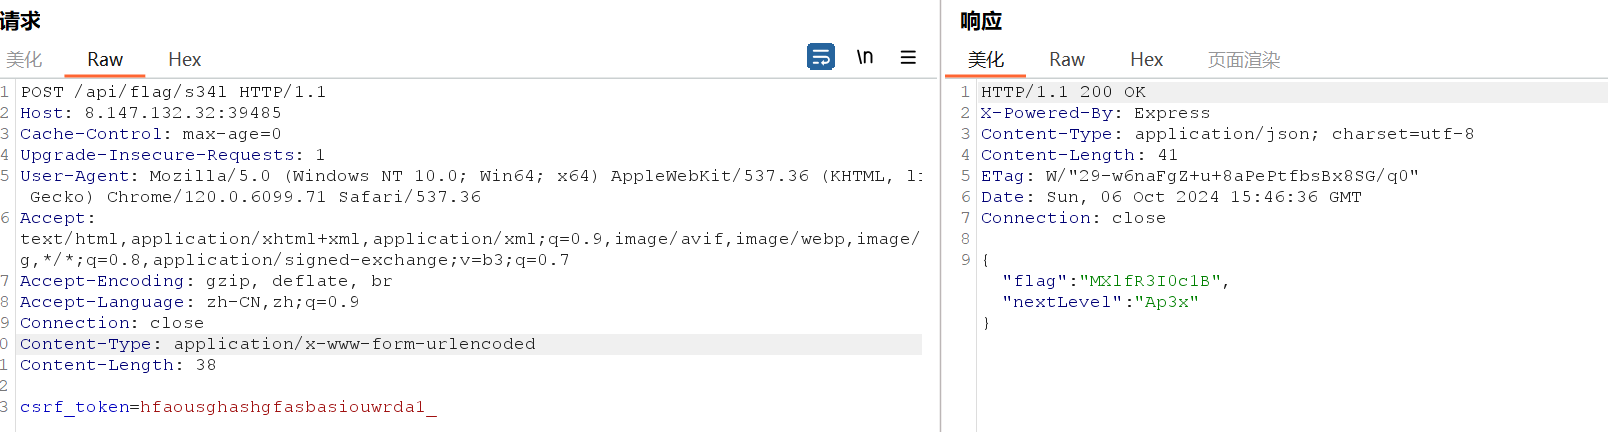 请求
美化 Raw Hex \n
1 POST /api/flag/s34l HTTP/1.1
2 Host: 8.147.132.32:39485
3 Cache-Control: max-age=0
4 Upgrade-Insecure-Requests: 1
5 User-Agent: Mozilla/5.0 (Windows NT 10.0; Win64; x64) AppleWebKit/537.36 (KHTML, li
Gecko) Chrome/120.0.6099.71 Safari/537.36
6 Accept:
text/html,application/xhtml+xml,application/xml;q=0.9,image/avif,image/webp,image/
g,*/*;q=0.8,application/signed-exchange;v=b3;q=0.7
7 Accept-Encoding: gzip, deflate, br
8 Accept-Language: zh-CN,zh;q=0.9
9 Connection: close
0 Content-Type: application/x-www-form-urlencoded
1 Content-Length: 38
2
3 csrf_token=hfaousghashgfasbasiouwrda1_
响应
美化 Raw Hex 页面渲染
1 HTTP/1.1 200 OK
2 X-Powered-By: Express
3 Content-Type: application/json; charset=utf-8
4 Content-Length: 41
5 ETag: W/"29-w6naFgZ+u+8aPePtfbsBx8SG/q0"
6 Date: Sun, 06 Oct 2024 15:46:36 GMT
7 Connection: close
8
9 {
"flag":"MXlfR3I0c1B",
"nextLevel":"Ap3x"
}